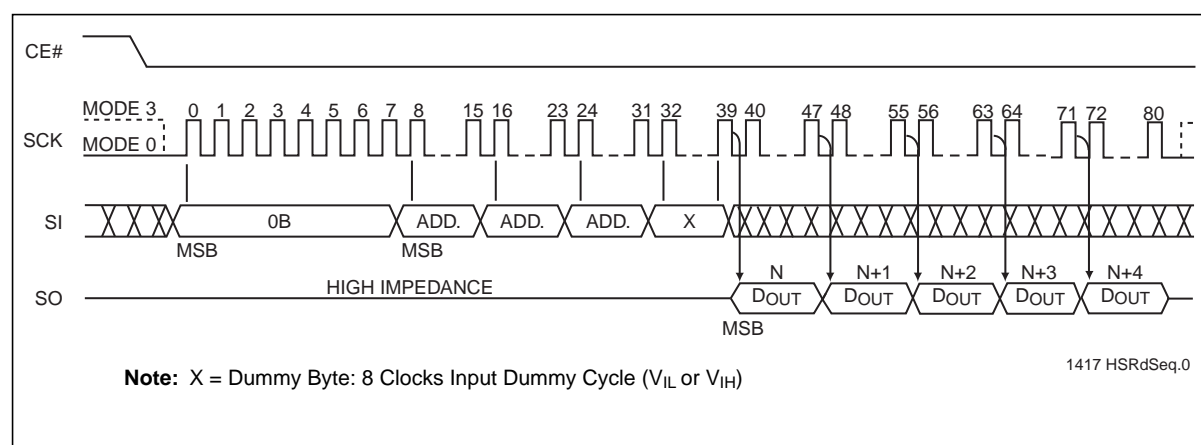 CE#
MODE 3 0 1 2 3 4 5 6 7 8 15 16 23 24 31 32 39 40 47 48 55 56 63 64 71 72 80
SCK MODE 0
SI 0B ADD. ADD. ADD. X
MSB MSB
N N+1 N+2 N+3 N+4
SO HIGH IMPEDANCE DOUT DOUT DOUT DOUT DOUT
MSB
Note: X = Dummy Byte: 8 Clocks Input Dummy Cycle (VIL or VIH)
1417 HSRdSeq.0